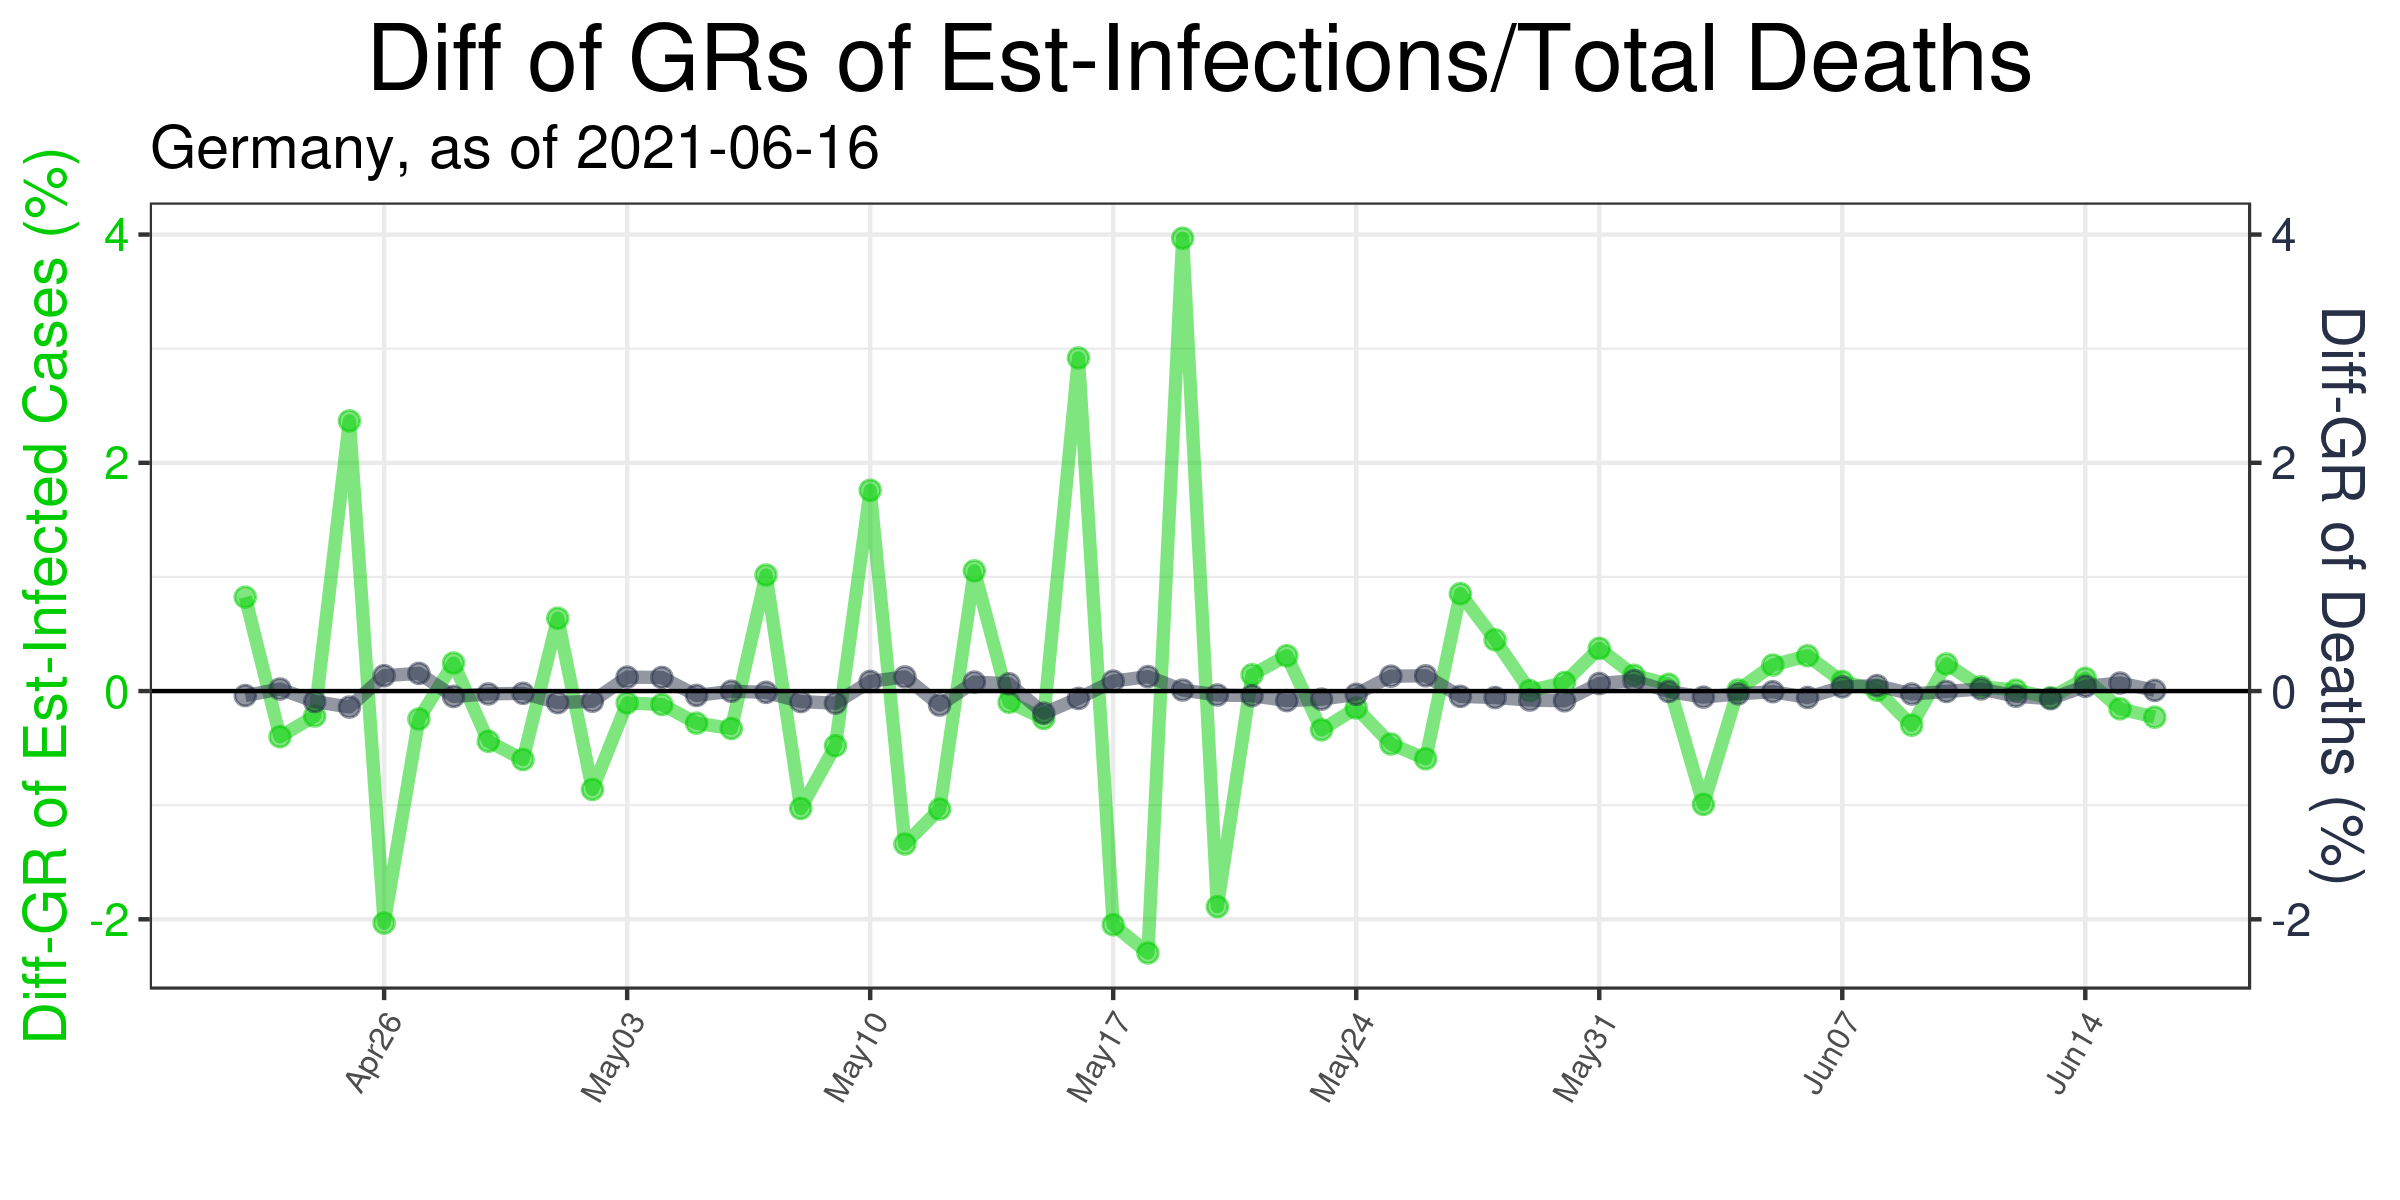 Diff of GRs of Est-Infections/Total Deaths
Germany, as of 2021-06-16
Diff-GR of Est-Infected Cases (%)
4
2
0
-2
4
2
0
-2
Diff-GR of Deaths (%)
Apr26
May03
May10
May17
May24
May31
Jun07
Jun14